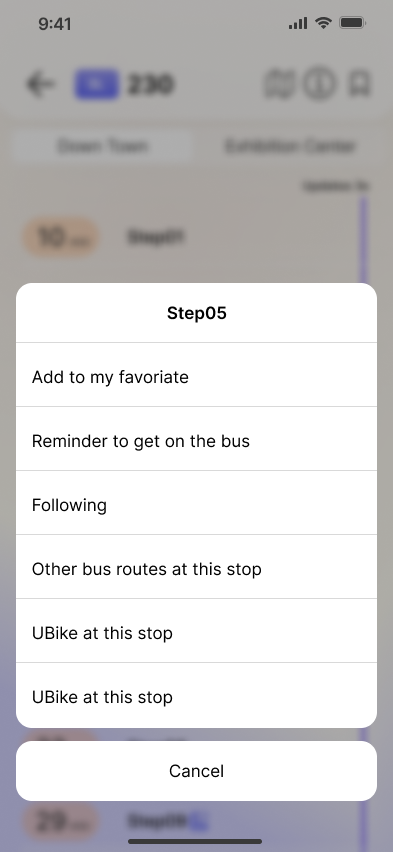 9:41
230
Down Town
Exhibition Center
10
Step01
Step05
Add to my favoriate
Reminder to get on the bus
Following
Other bus routes at this stop
UBike at this stop
UBike at this stop
Cancel
29